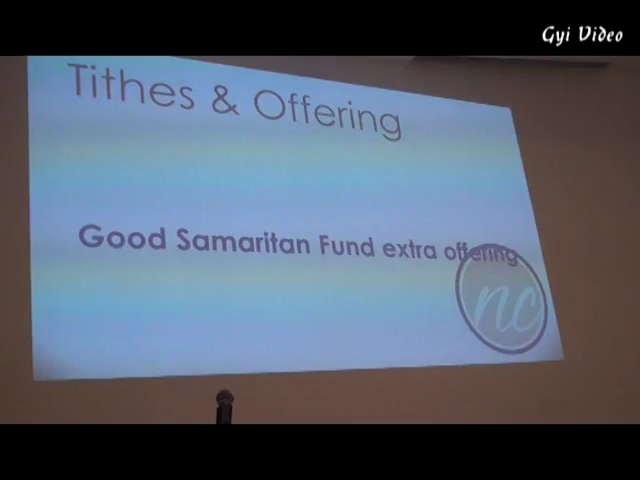 Gyi Video
Tithes & Offering
Good Samaritan Fund extra offering
nc